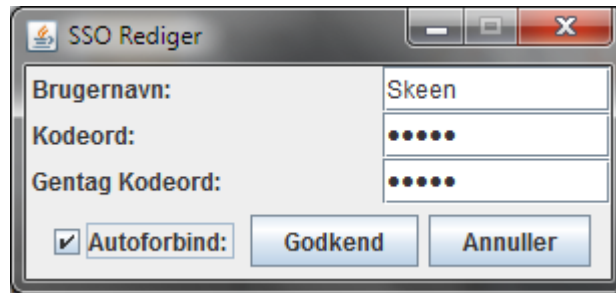 SSO Rediger
Brugernavn: Skeen
Kodeord: •••••
Gentag Kodeord: •••••
Autoforbind: Godkend Annuller